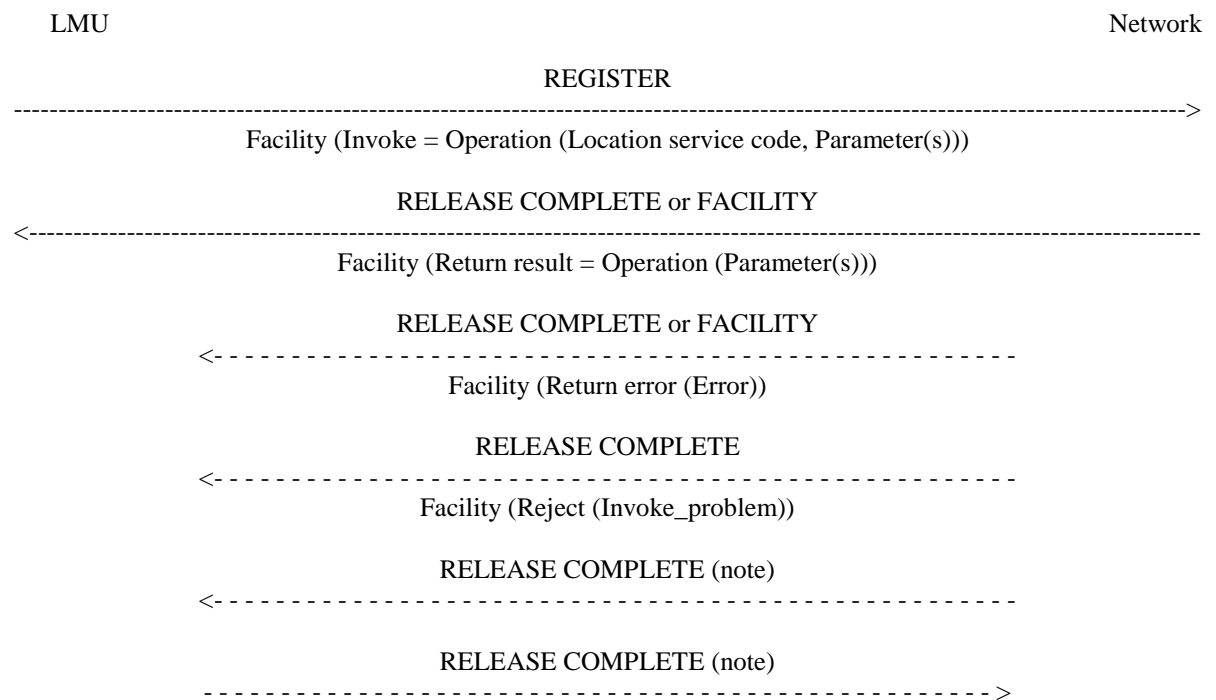 LMU Network
REGISTER
------------------------------------------------------------------------------------------------------------------------------------>
Facility (Invoke = Operation (Location service code, Parameter(s)))
RELEASE COMPLETE or FACILITY
<------------------------------------------------------------------------------------------------------------------------------------
Facility (Return result = Operation (Parameter(s)))
RELEASE COMPLETE or FACILITY
<- - - - - - - - - - - - - - - - - - - - - - - - - - - - - - - - - - - - - - - - - - - - - - - - - - - -
Facility (Return error (Error))
RELEASE COMPLETE
<- - - - - - - - - - - - - - - - - - - - - - - - - - - - - - - - - - - - - - - - - - - - - - - - - - - -
Facility (Reject (Invoke_problem))
RELEASE COMPLETE (note)
<- - - - - - - - - - - - - - - - - - - - - - - - - - - - - - - - - - - - - - - - - - - - - - - - - - - -
RELEASE COMPLETE (note)
- - - - - - - - - - - - - - - - - - - - - - - - - - - - - - - - - - - - - - - - - - - - - - - - - - - ->